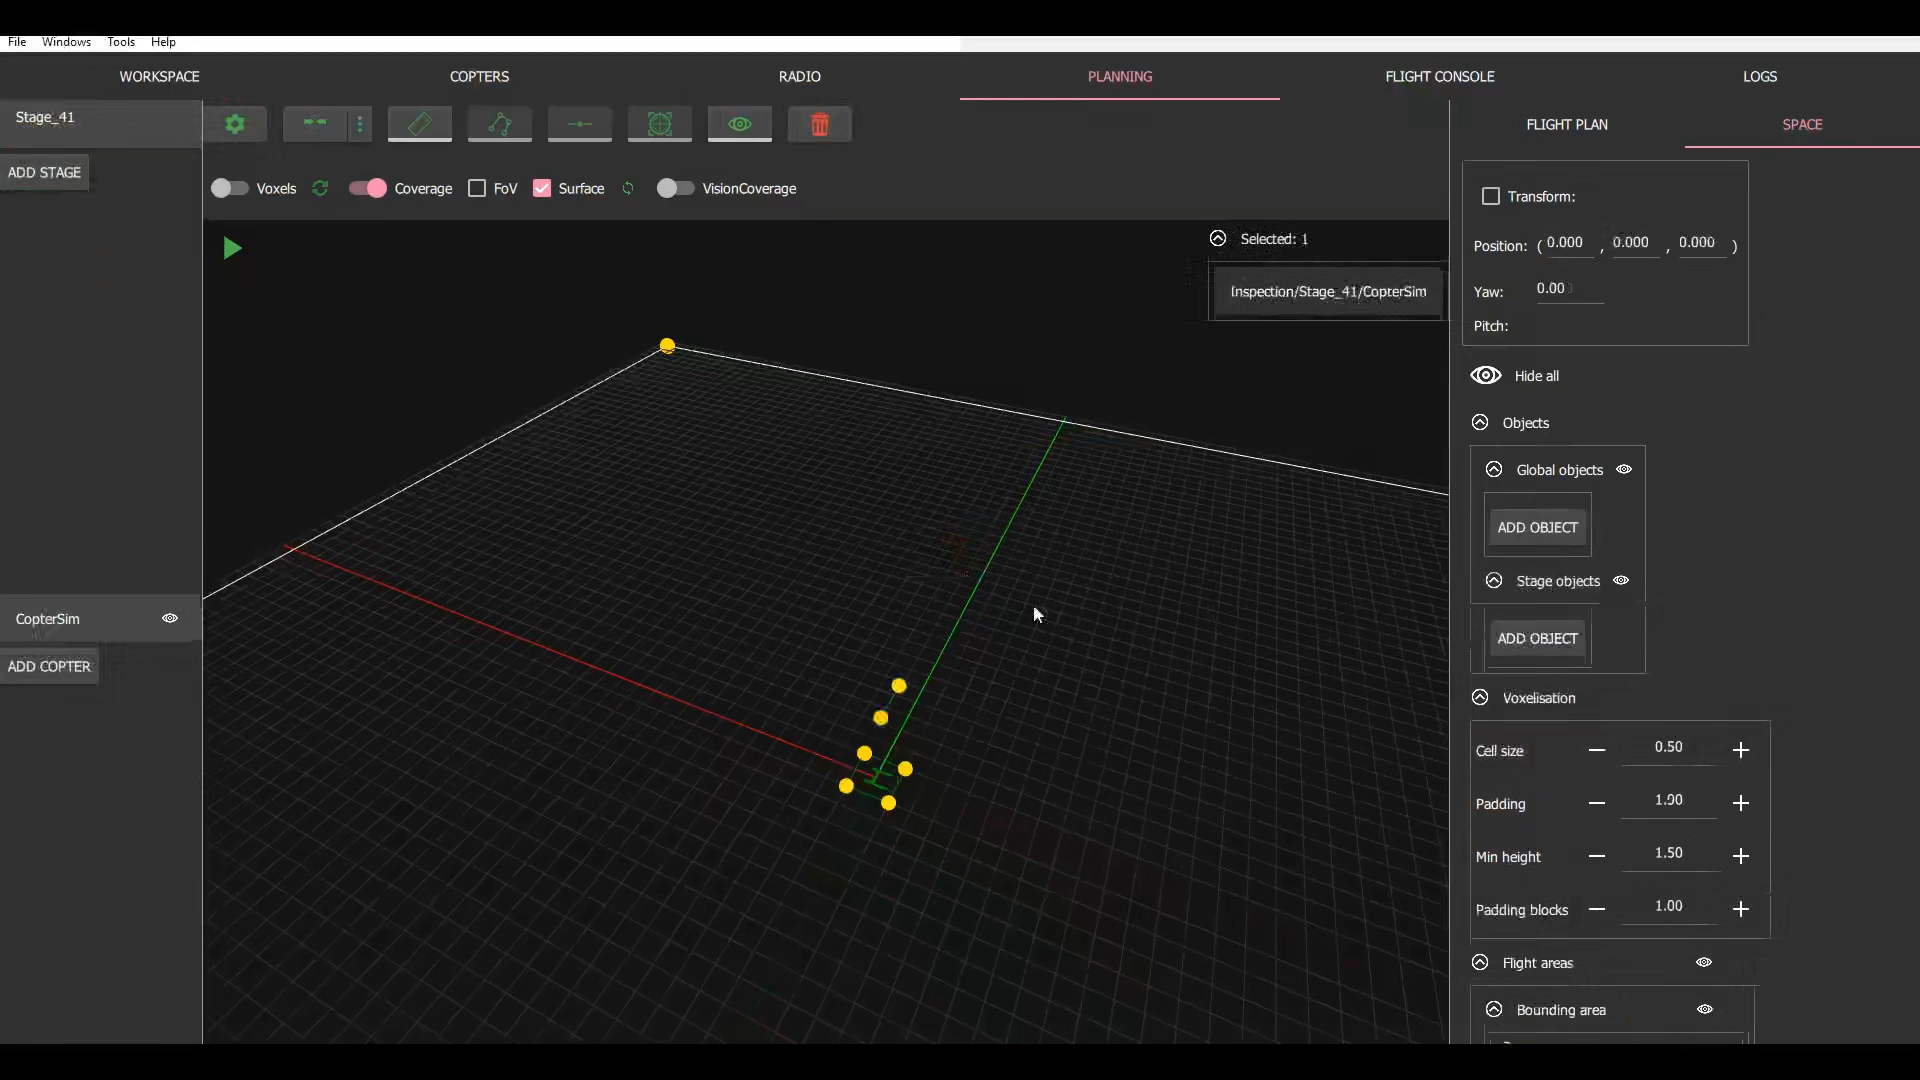 File Windows Tools Help
WORKSPACE COPTERS RADIO PLANNING FLIGHT CONSOLE LOGS
Stage_41
ADD STAGE
Voxels Coverage FoV Surface VisionCoverage
Selected: 1
Inspection/Stage_41/CopterSim
CopterSim
ADD COPTER
FLIGHT PLAN SPACE
Transform:
Position: ( 0.000 , 0.000 , 0.000 )
Yaw: 0.00
Pitch:
Hide all
Objects
Global objects
ADD OBJECT
Stage objects
ADD OBJECT
Voxelisation
Cell size — 0.50 +
Padding — 1.00 +
Min height — 1.50 +
Padding blocks — 1.00 +
Flight areas
Bounding area